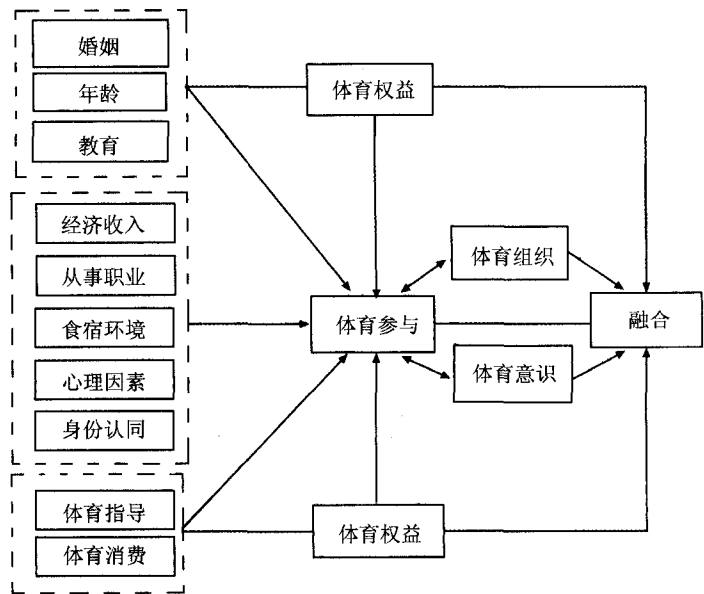 婚姻
年龄
教育
体育权益
经济收入
从事职业
食宿环境
心理因素
身份认同
体育组织
体育参与
融合
体育意识
体育指导
体育消费
体育权益